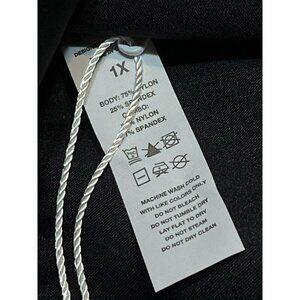 1X
BODY: 75% NYLON
25% SPANDEX
COMBO:
NYLON
SPANDEX
MACHINE WASH COLD
WITH LIKE COLORS ONLY
DO NOT BLEACH
DO NOT TUMBLE DRY
LAY FLAT TO DRY
DO NOT STEAM
DO NOT DRY CLEAN